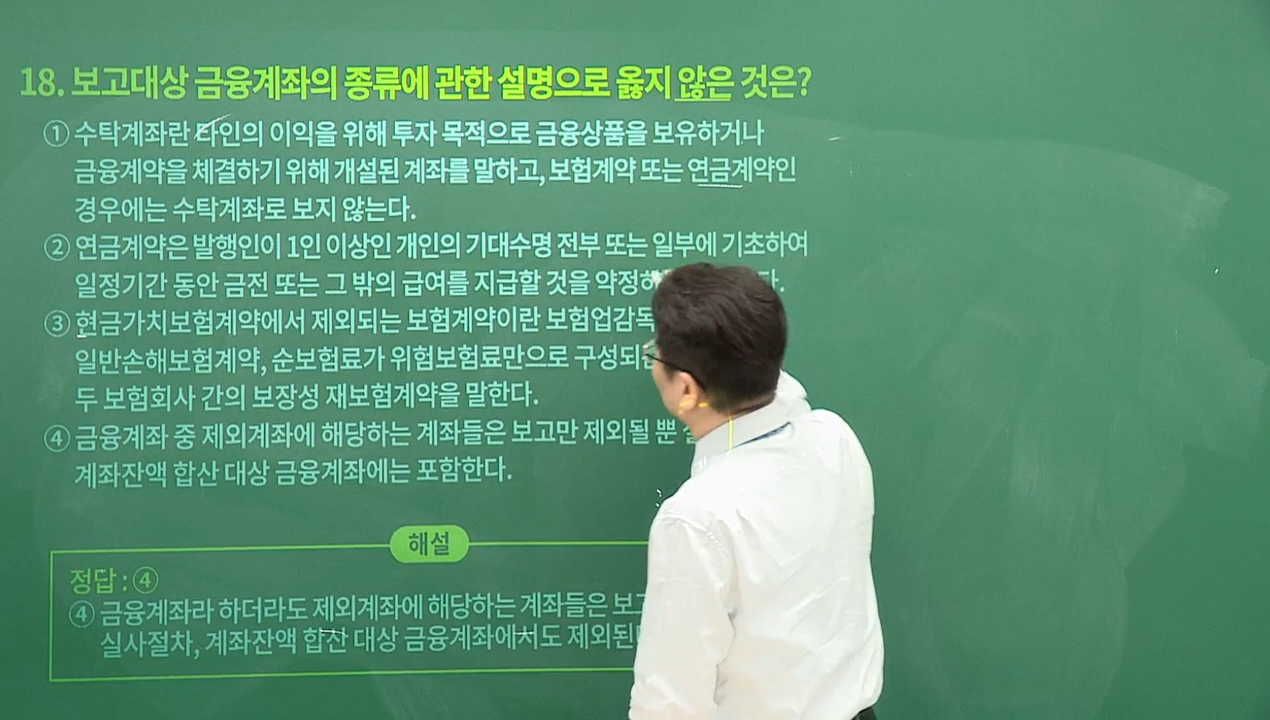 18. 보고대상 금융계좌의 종류에 관한 설명으로 옳지 않은 것은?
① 수탁계좌란 타인의 이익을 위해 투자 목적으로 금융상품을 보유하거나
금융계약을 체결하기 위해 개설된 계좌를 말하고, 보험계약 또는 연금계약인
경우에는 수탁계좌로 보지 않는다.
② 연금계약은 발행인이 1인 이상인 개인의 기대수명 전부 또는 일부에 기초하여
일정기간 동안 금전 또는 그 밖의 급여를 지급할 것을 다.
③ 현금가치보험계약에서 제외되는 보험계약이란
일반손해보험계약, 순보험료가 위험보험료만으로
두 보험회사 간의 보장성 재보험계약을 말한다.
④ 금융계좌 중 제외계좌에 해당하는 계좌들은 보고만 제외될 뿐
계좌잔액 합산 대상 금융계좌에는 포함한다.
해설
정답 : ④
④ 금융계좌라 하더라도 제외계좌에 해당하는 계좌들은
실사절차, 계좌잔액 합산 대상 금융계좌에서도